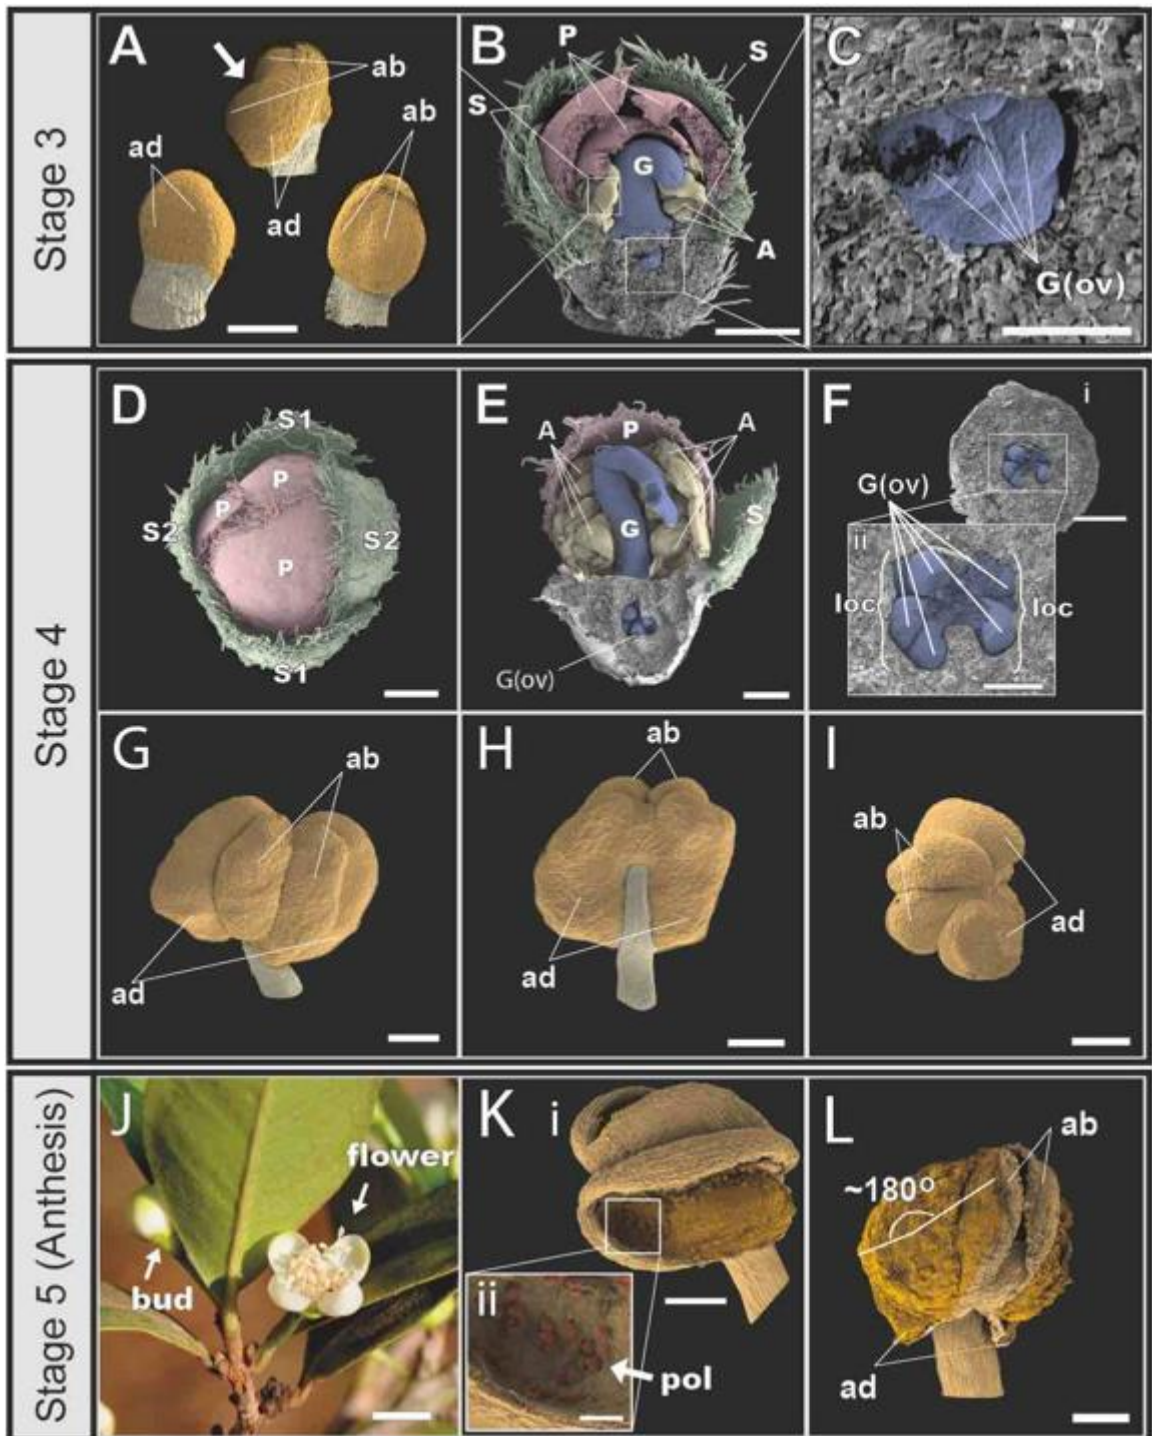 Stage 3
A
ab
ab
ad
ad
B
P
S
S
G
A
C
G(ov)
Stage 4
D
S1
P
P
S2
S2
P
S1
E
A
P
A
G
S
G(ov)
F
i
G(ov)
ii
loc
loc
G
ab
ad
H
ab
ad
I
ab
ad
Stage 5 (Anthesis)
J
flower
bud
K
i
ii
pol
L
ab
~180°
ad